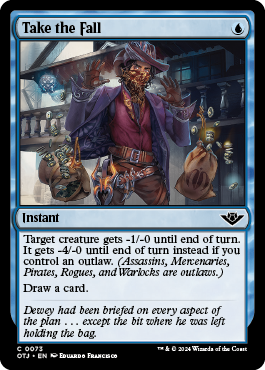 Take the Fall
Instant
Target creature gets -1/-0 until end of turn.
It gets -4/-0 until end of turn instead if you
control an outlaw. (Assassins, Mercenaries,
Pirates, Rogues, and Warlocks are outlaws.)
Draw a card.
Dewey had been briefed on every aspect of
the plan . . . except the bit where he was left
holding the bag.
C 0073
OTJ • EN Eduardo Francisco
™ & © 2024 Wizards of the Coast